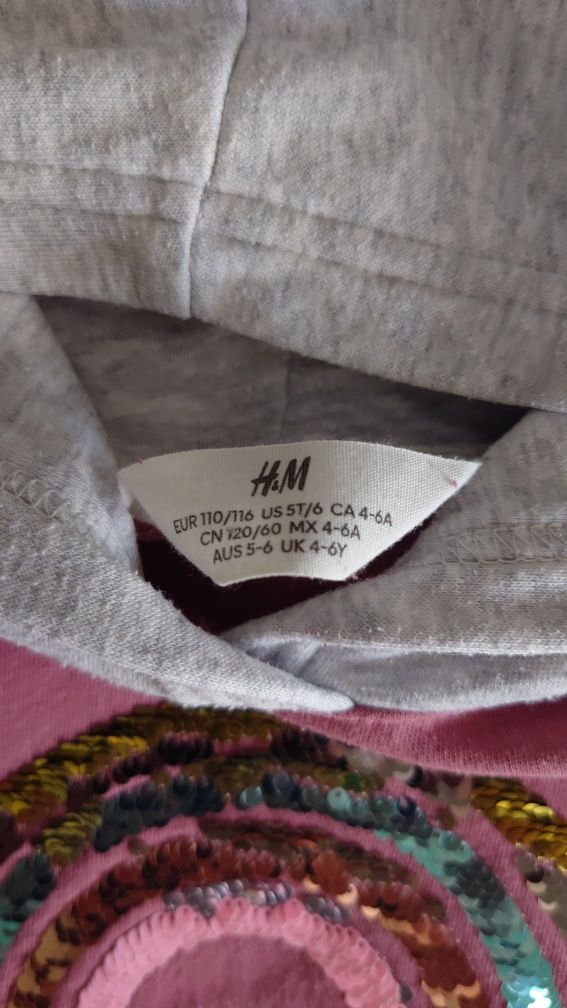 H&M
EUR 110/116 US 5T/6 CA 4-6A
CN 120/60 MX 4-6A
AUS 5-6 UK 4-6Y